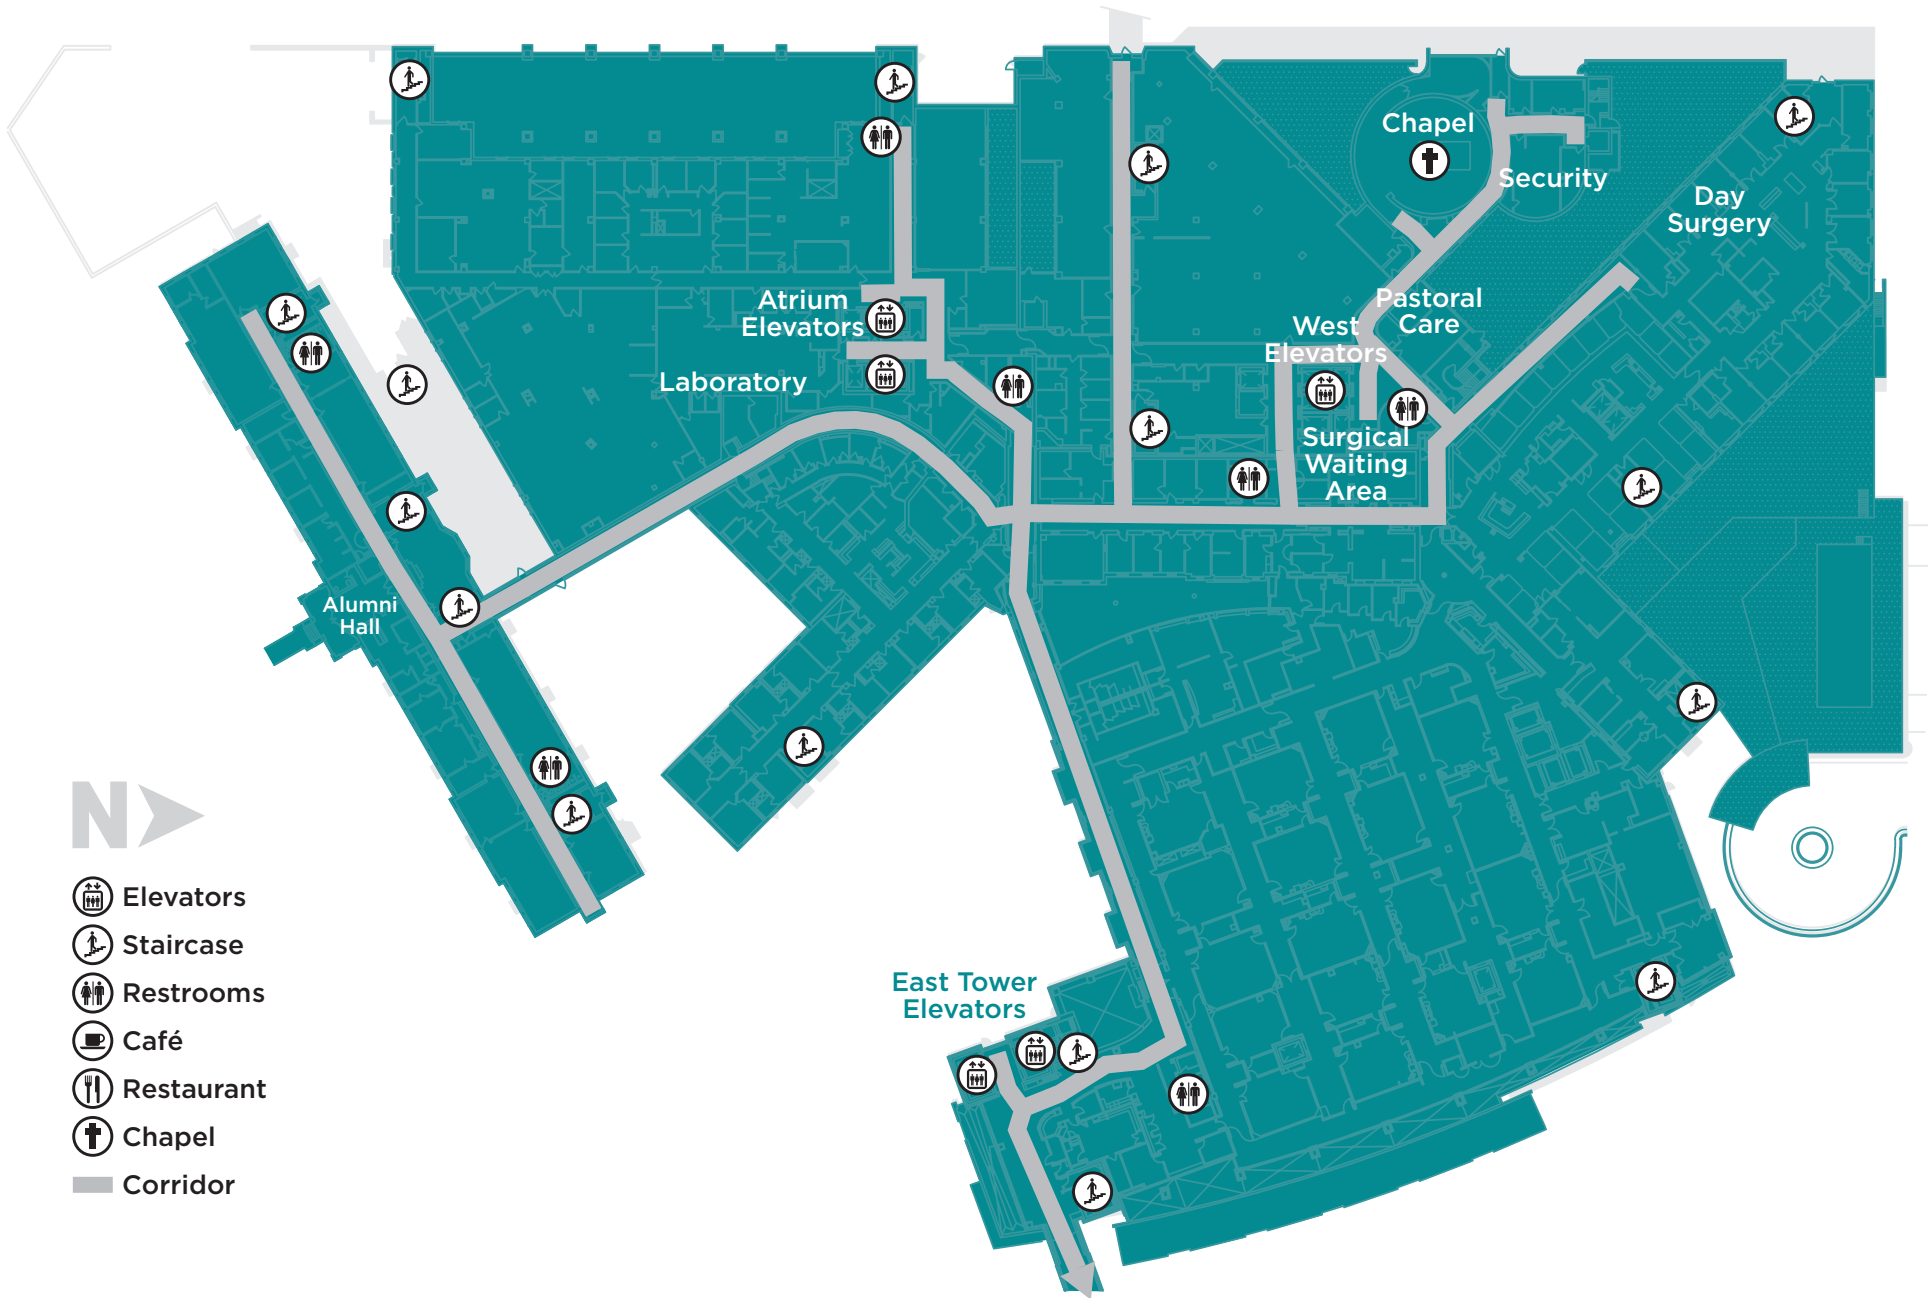 Chapel
Security
Day
Surgery
Atrium
Elevators
Pastoral
Care
West
Elevators
Laboratory
Surgical
Waiting
Area
Alumni
Hall
N
Elevators
Staircase
Restrooms
Café
Restaurant
Chapel
Corridor
East Tower
Elevators